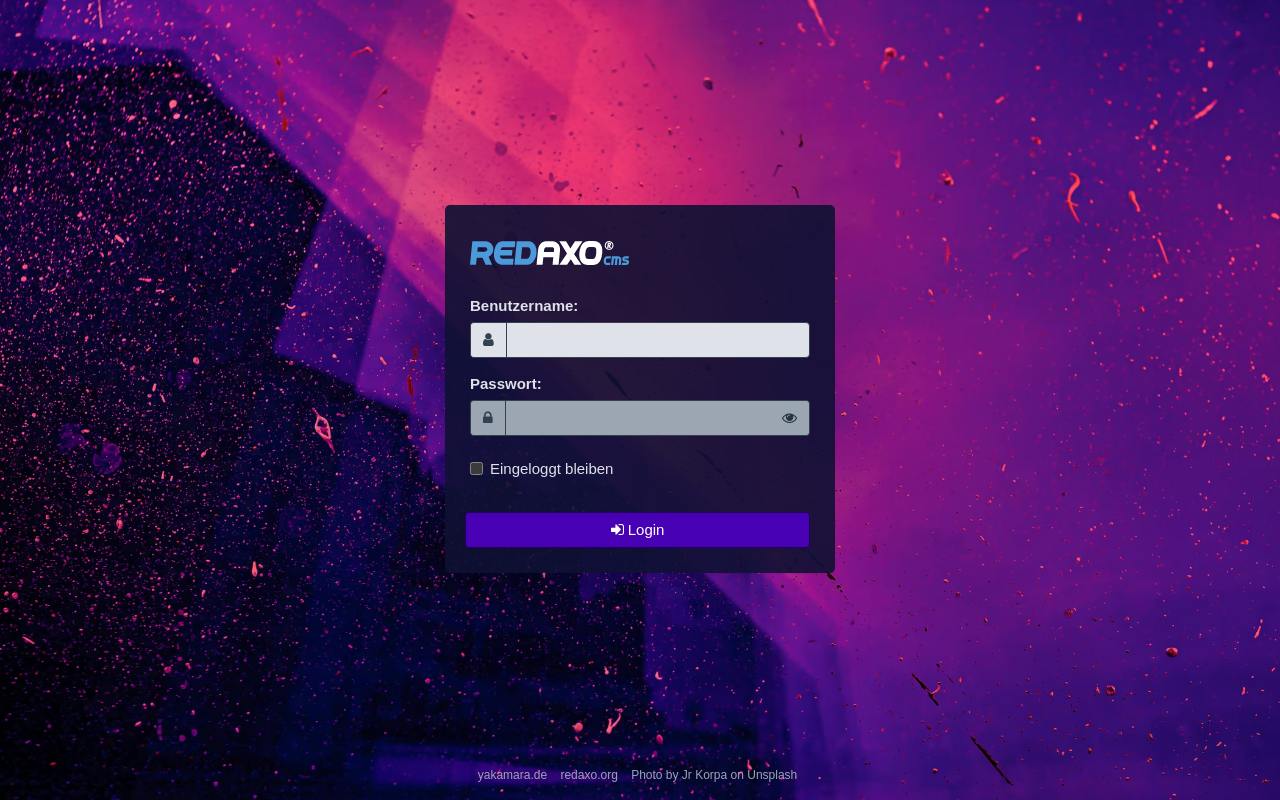 REDAXO® cms
Benutzername:
Passwort:
Eingeloggt bleiben
Login
yakamara.de redaxo.org Photo by Jr Korpa on Unsplash